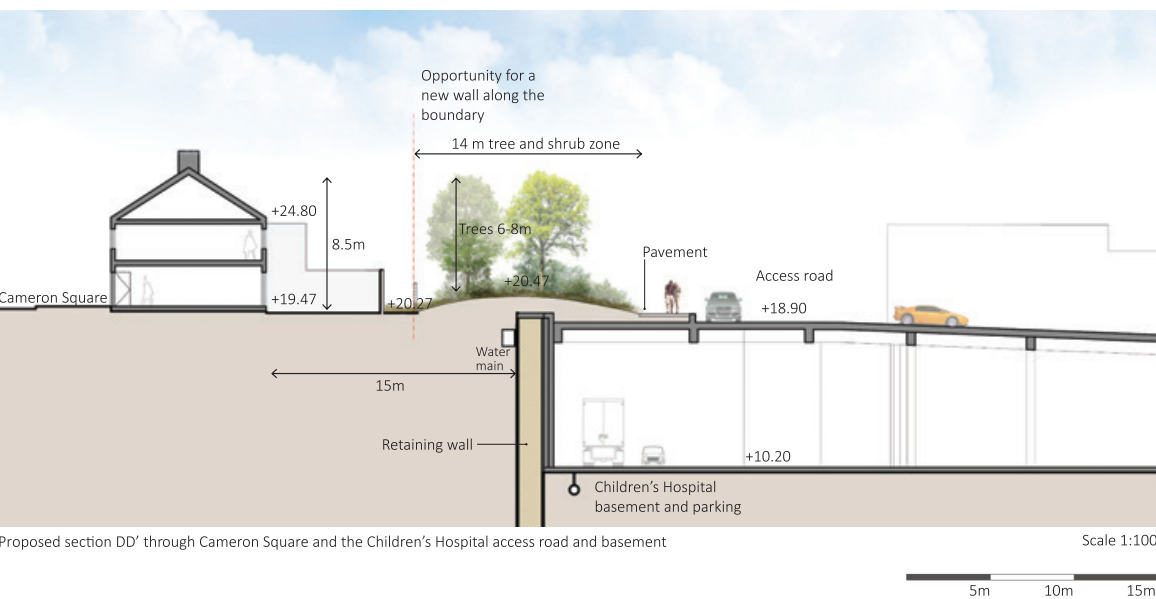 Opportunity for a
new wall along the
boundary
14 m tree and shrub zone
+24.80
8.5m
Trees 6-8m
Pavement
+20.47
Access road
Cameron Square
+19.47
+20.27
+18.90
Water
main
15m
Retaining wall
+10.20
Children’s Hospital
basement and parking
Proposed section DD’ through Cameron Square and the Children’s Hospital access road and basement
Scale 1:100
5m
10m
15m